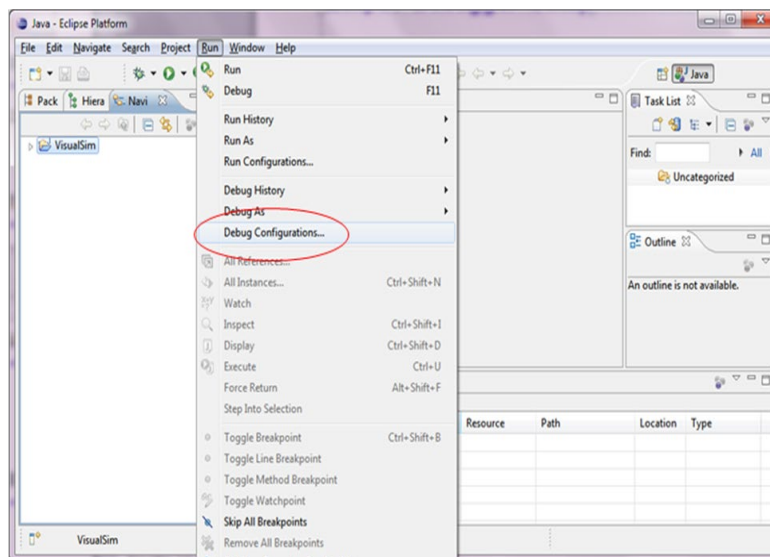 Java - Eclipse Platform
File Edit Navigate Search Project Run Window Help
Java
Pack Hiera Navi
VisualSim
Run Ctrl+F11
Debug F11
Run History
Run As
Run Configurations...
Debug History
Debug As
Debug Configurations...
All References...
All Instances... Ctrl+Shift+N
Watch
Inspect Ctrl+Shift+I
Display Ctrl+Shift+D
Execute Ctrl+U
Force Return Alt+Shift+F
Step Into Selection
Toggle Breakpoint Ctrl+Shift+B
Toggle Line Breakpoint
Toggle Method Breakpoint
Toggle Watchpoint
Skip All Breakpoints
Remove All Breakpoints
Task List
Find: All
Uncategorized
Outline
An outline is not available.
Resource Path Location Type
VisualSim